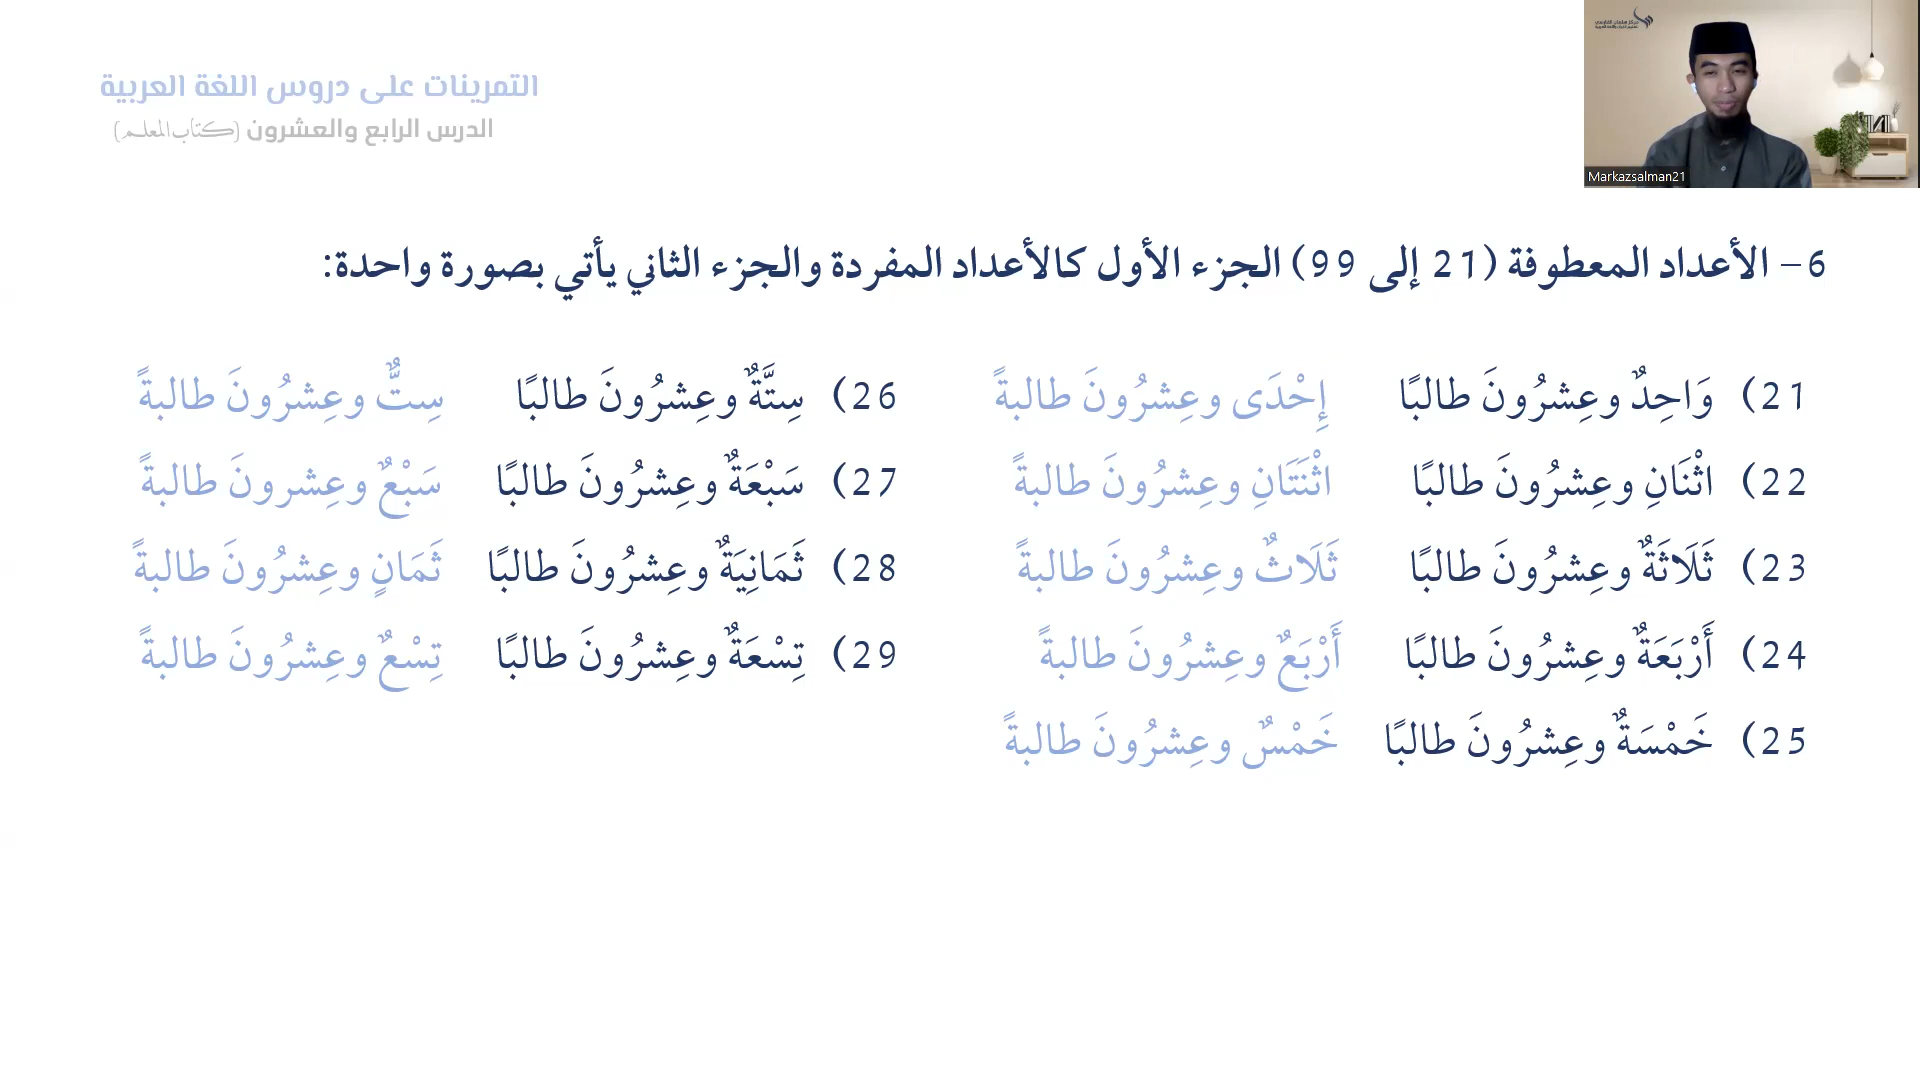 التمرينات على دروس اللغة العربية
الدرس الرابع والعشرون (كتاب المعلم)
Markazsalman21
6- الأعداد المعطوفة (21 إلى 99) الجزء الأول كالأعداد المفردة والجزء الثاني يأتي بصورة واحدة:
21) وَاحِدٌ وعِشرُونَ طالبًا إِحْدَى وعِشرُونَ طالبةً
22) اثْنَانِ وعِشرُونَ طالبًا اثْنَتَانِ وعِشرُونَ طالبةً
23) ثَلَاثَةٌ وعِشرُونَ طالبًا ثَلَاثٌ وعِشرُونَ طالبةً
24) أَرْبَعَةٌ وعِشرُونَ طالبًا أَرْبَعٌ وعِشرُونَ طالبةً
25) خَمْسَةٌ وعِشرُونَ طالبًا خَمْسٌ وعِشرُونَ طالبةً
26) سِتَّةٌ وعِشرُونَ طالبًا سِتٌّ وعِشرُونَ طالبةً
27) سَبْعَةٌ وعِشرُونَ طالبًا سَبْعٌ وعِشرونَ طالبةً
28) ثَمَانِيَةٌ وعِشرُونَ طالبًا ثَمَانٍ وعِشرُونَ طالبةً
29) تِسْعَةٌ وعِشرُونَ طالبًا تِسْعٌ وعِشرُونَ طالبةً